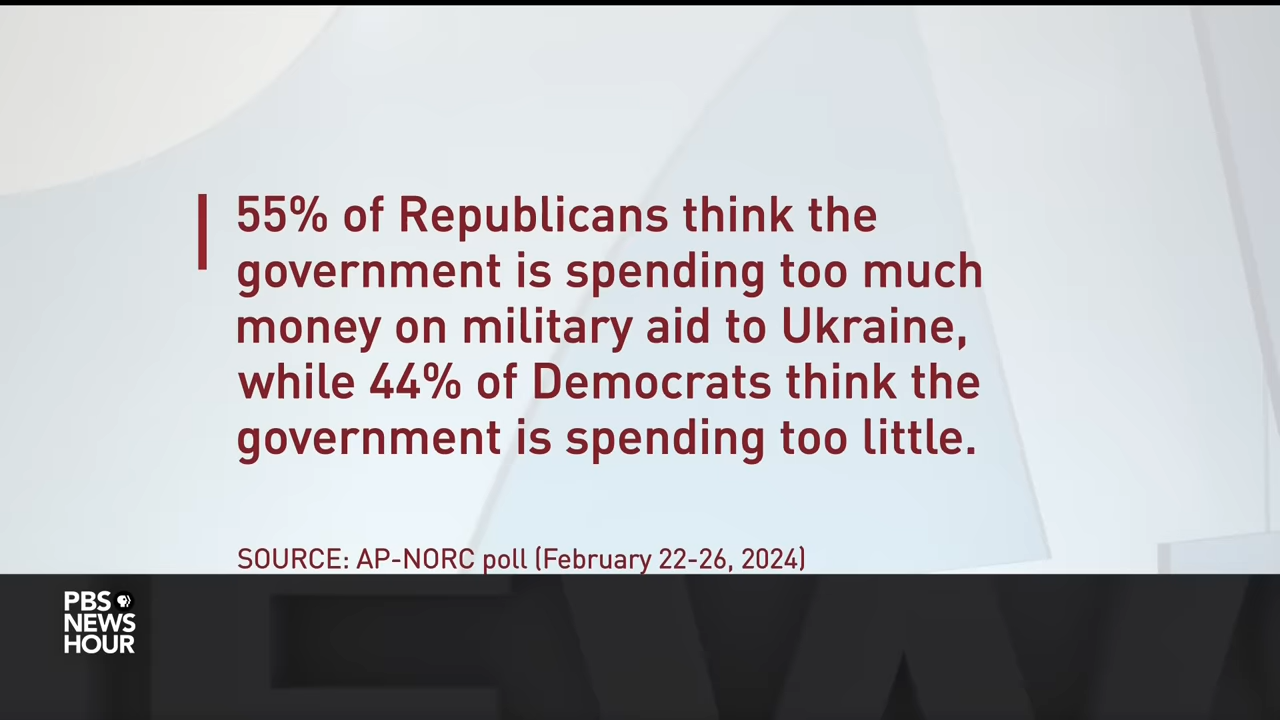 55% of Republicans think the
government is spending too much
money on military aid to Ukraine,
while 44% of Democrats think the
government is spending too little.
SOURCE: AP-NORC poll (February 22-26, 2024)
PBS
NEWS
HOUR